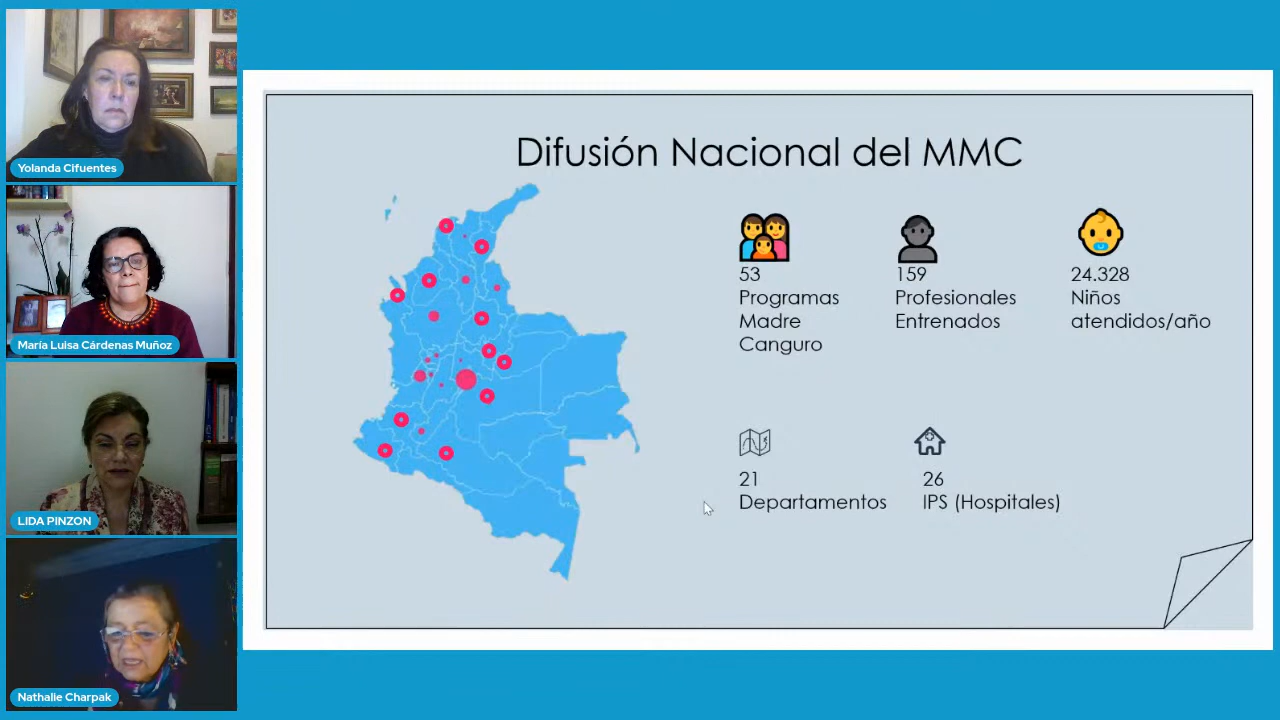 Yolanda Cifuentes
María Luisa Cárdenas Muñoz
LIDA PINZON
Nathalie Charpak
Difusión Nacional del MMC
53
Programas
Madre
Canguro
159
Profesionales
Entrenados
24.328
Niños
atendidos/año
21
Departamentos
26
IPS (Hospitales)